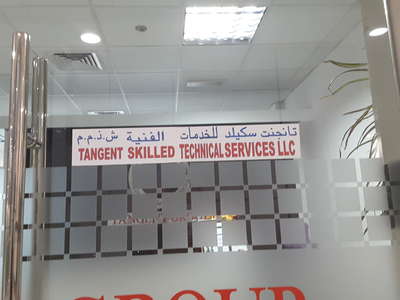 تانجنت سكيلد للخدمات الفنية ش.ذ.م.م
TANGENT SKILLED TECHNICAL SERVICES LLC
GROUP